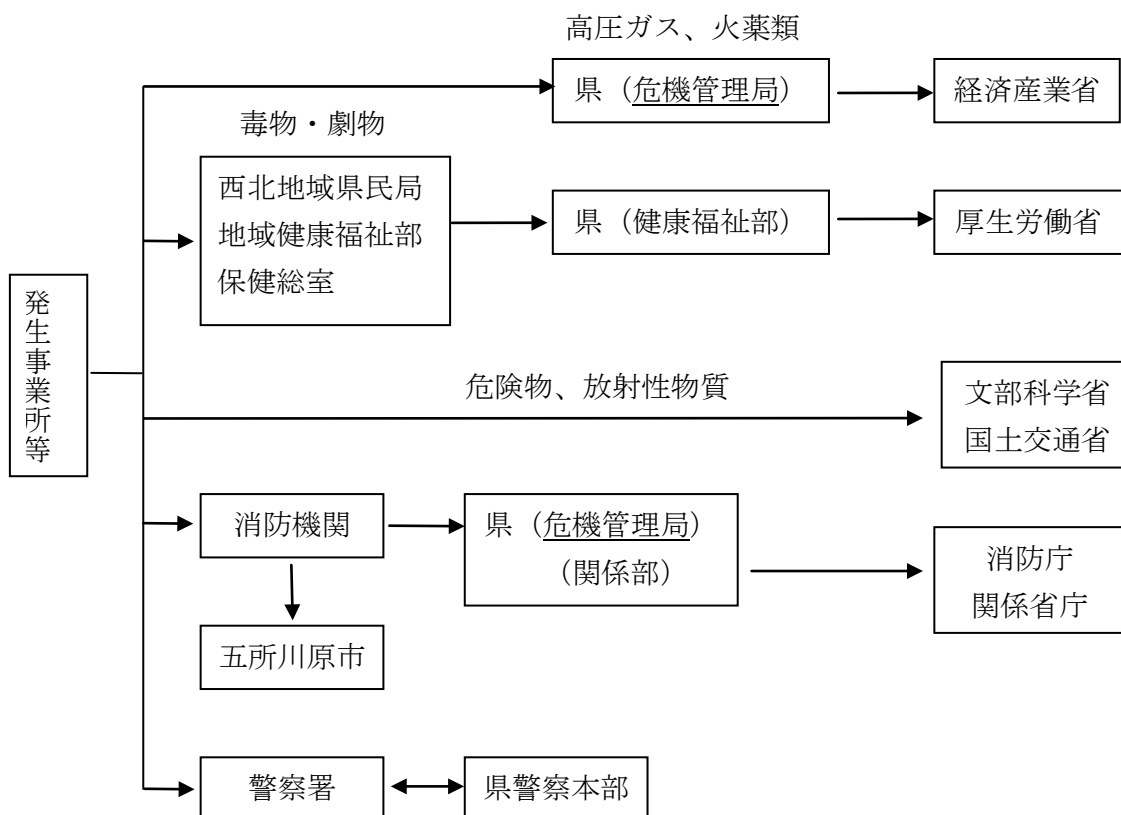 高圧ガス、火薬類
県（危機管理局）
経済産業省
毒物・劇物
西北地域県民局
地域健康福祉部
保健総室
県（健康福祉部）
厚生労働省
発生事業所等
危険物、放射性物質
文部科学省
国土交通省
消防機関
県（危機管理局）
（関係部）
消防庁
関係省庁
五所川原市
警察署
県警察本部